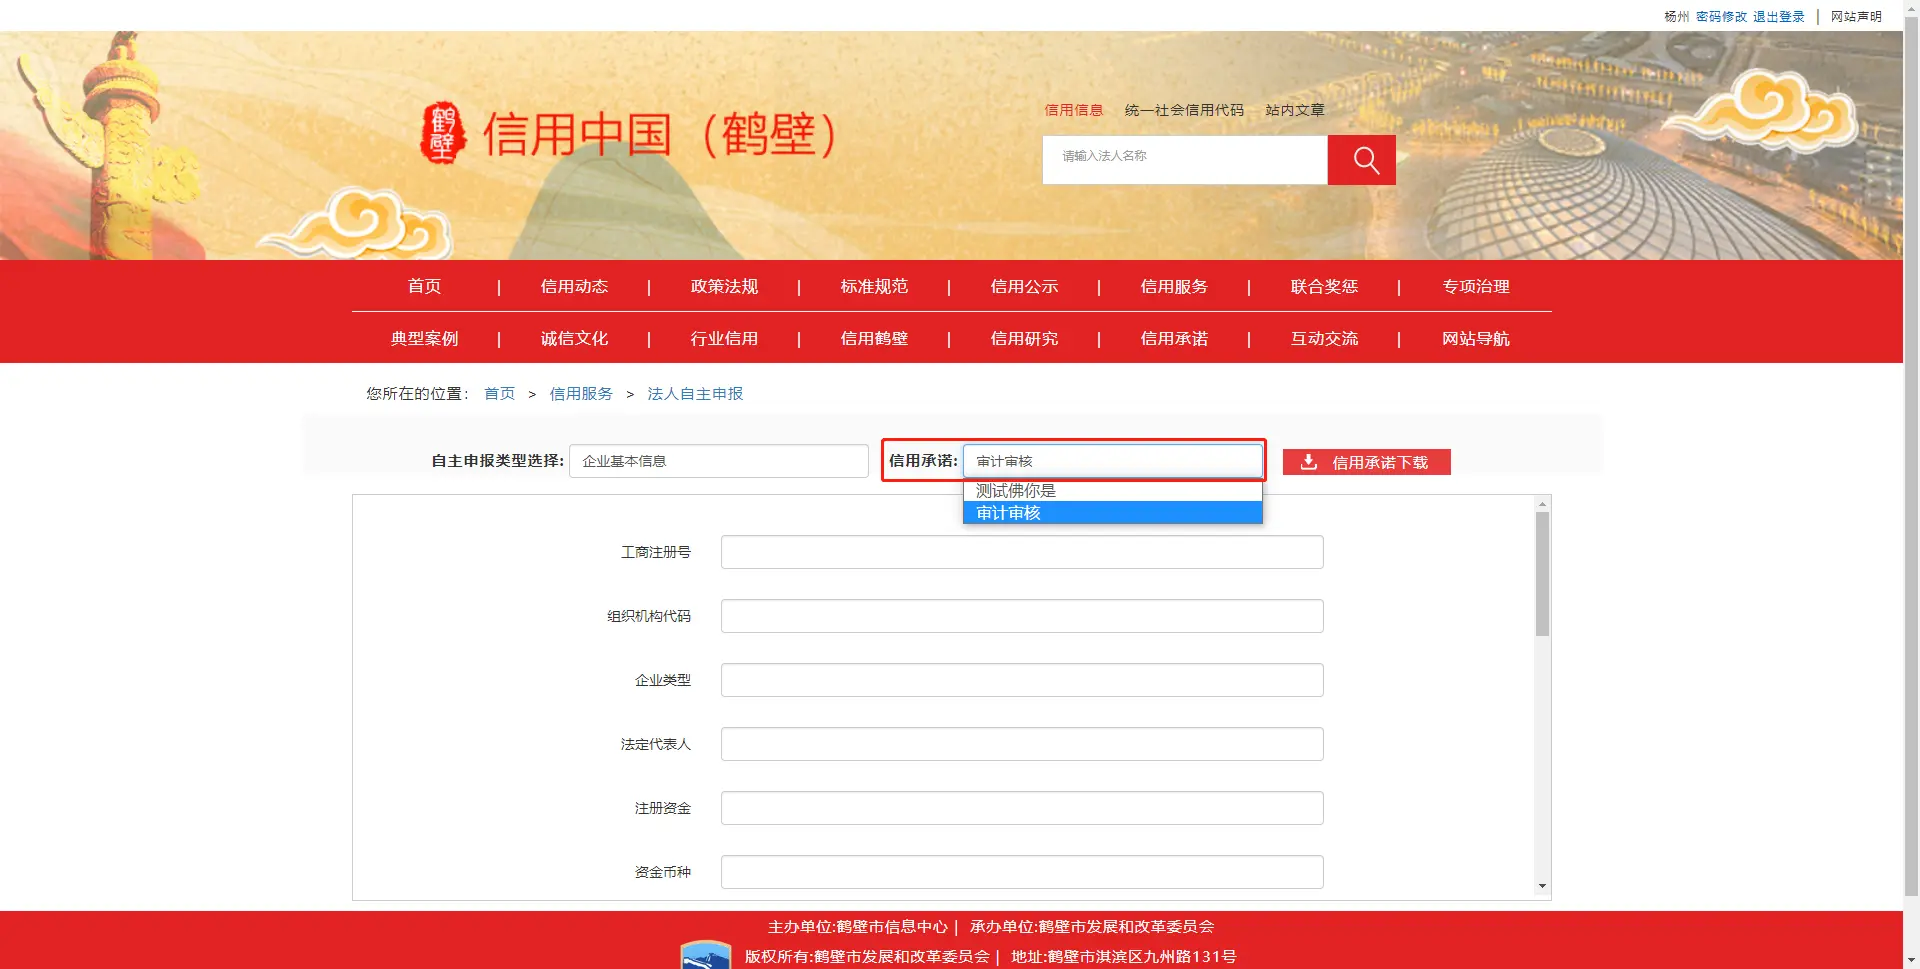 杨州 密码修改 退出登录 | 网站声明
鹤壁 信用中国（鹤壁）
信用信息 统一社会信用代码 站内文章
请输入法人名称
首页 | 信用动态 | 政策法规 | 标准规范 | 信用公示 | 信用服务 | 联合奖惩 | 专项治理
典型案例 | 诚信文化 | 行业信用 | 信用鹤壁 | 信用研究 | 信用承诺 | 互动交流 | 网站导航
您所在的位置： 首页 > 信用服务 > 法人自主申报
自主申报类型选择: 企业基本信息 信用承诺: 审计审核 信用承诺下载
测试佛你是
审计审核
工商注册号
组织机构代码
企业类型
法定代表人
注册资金
资金币种
主办单位:鹤壁市信息中心 | 承办单位:鹤壁市发展和改革委员会
版权所有:鹤壁市发展和改革委员会 | 地址:鹤壁市淇滨区九州路131号